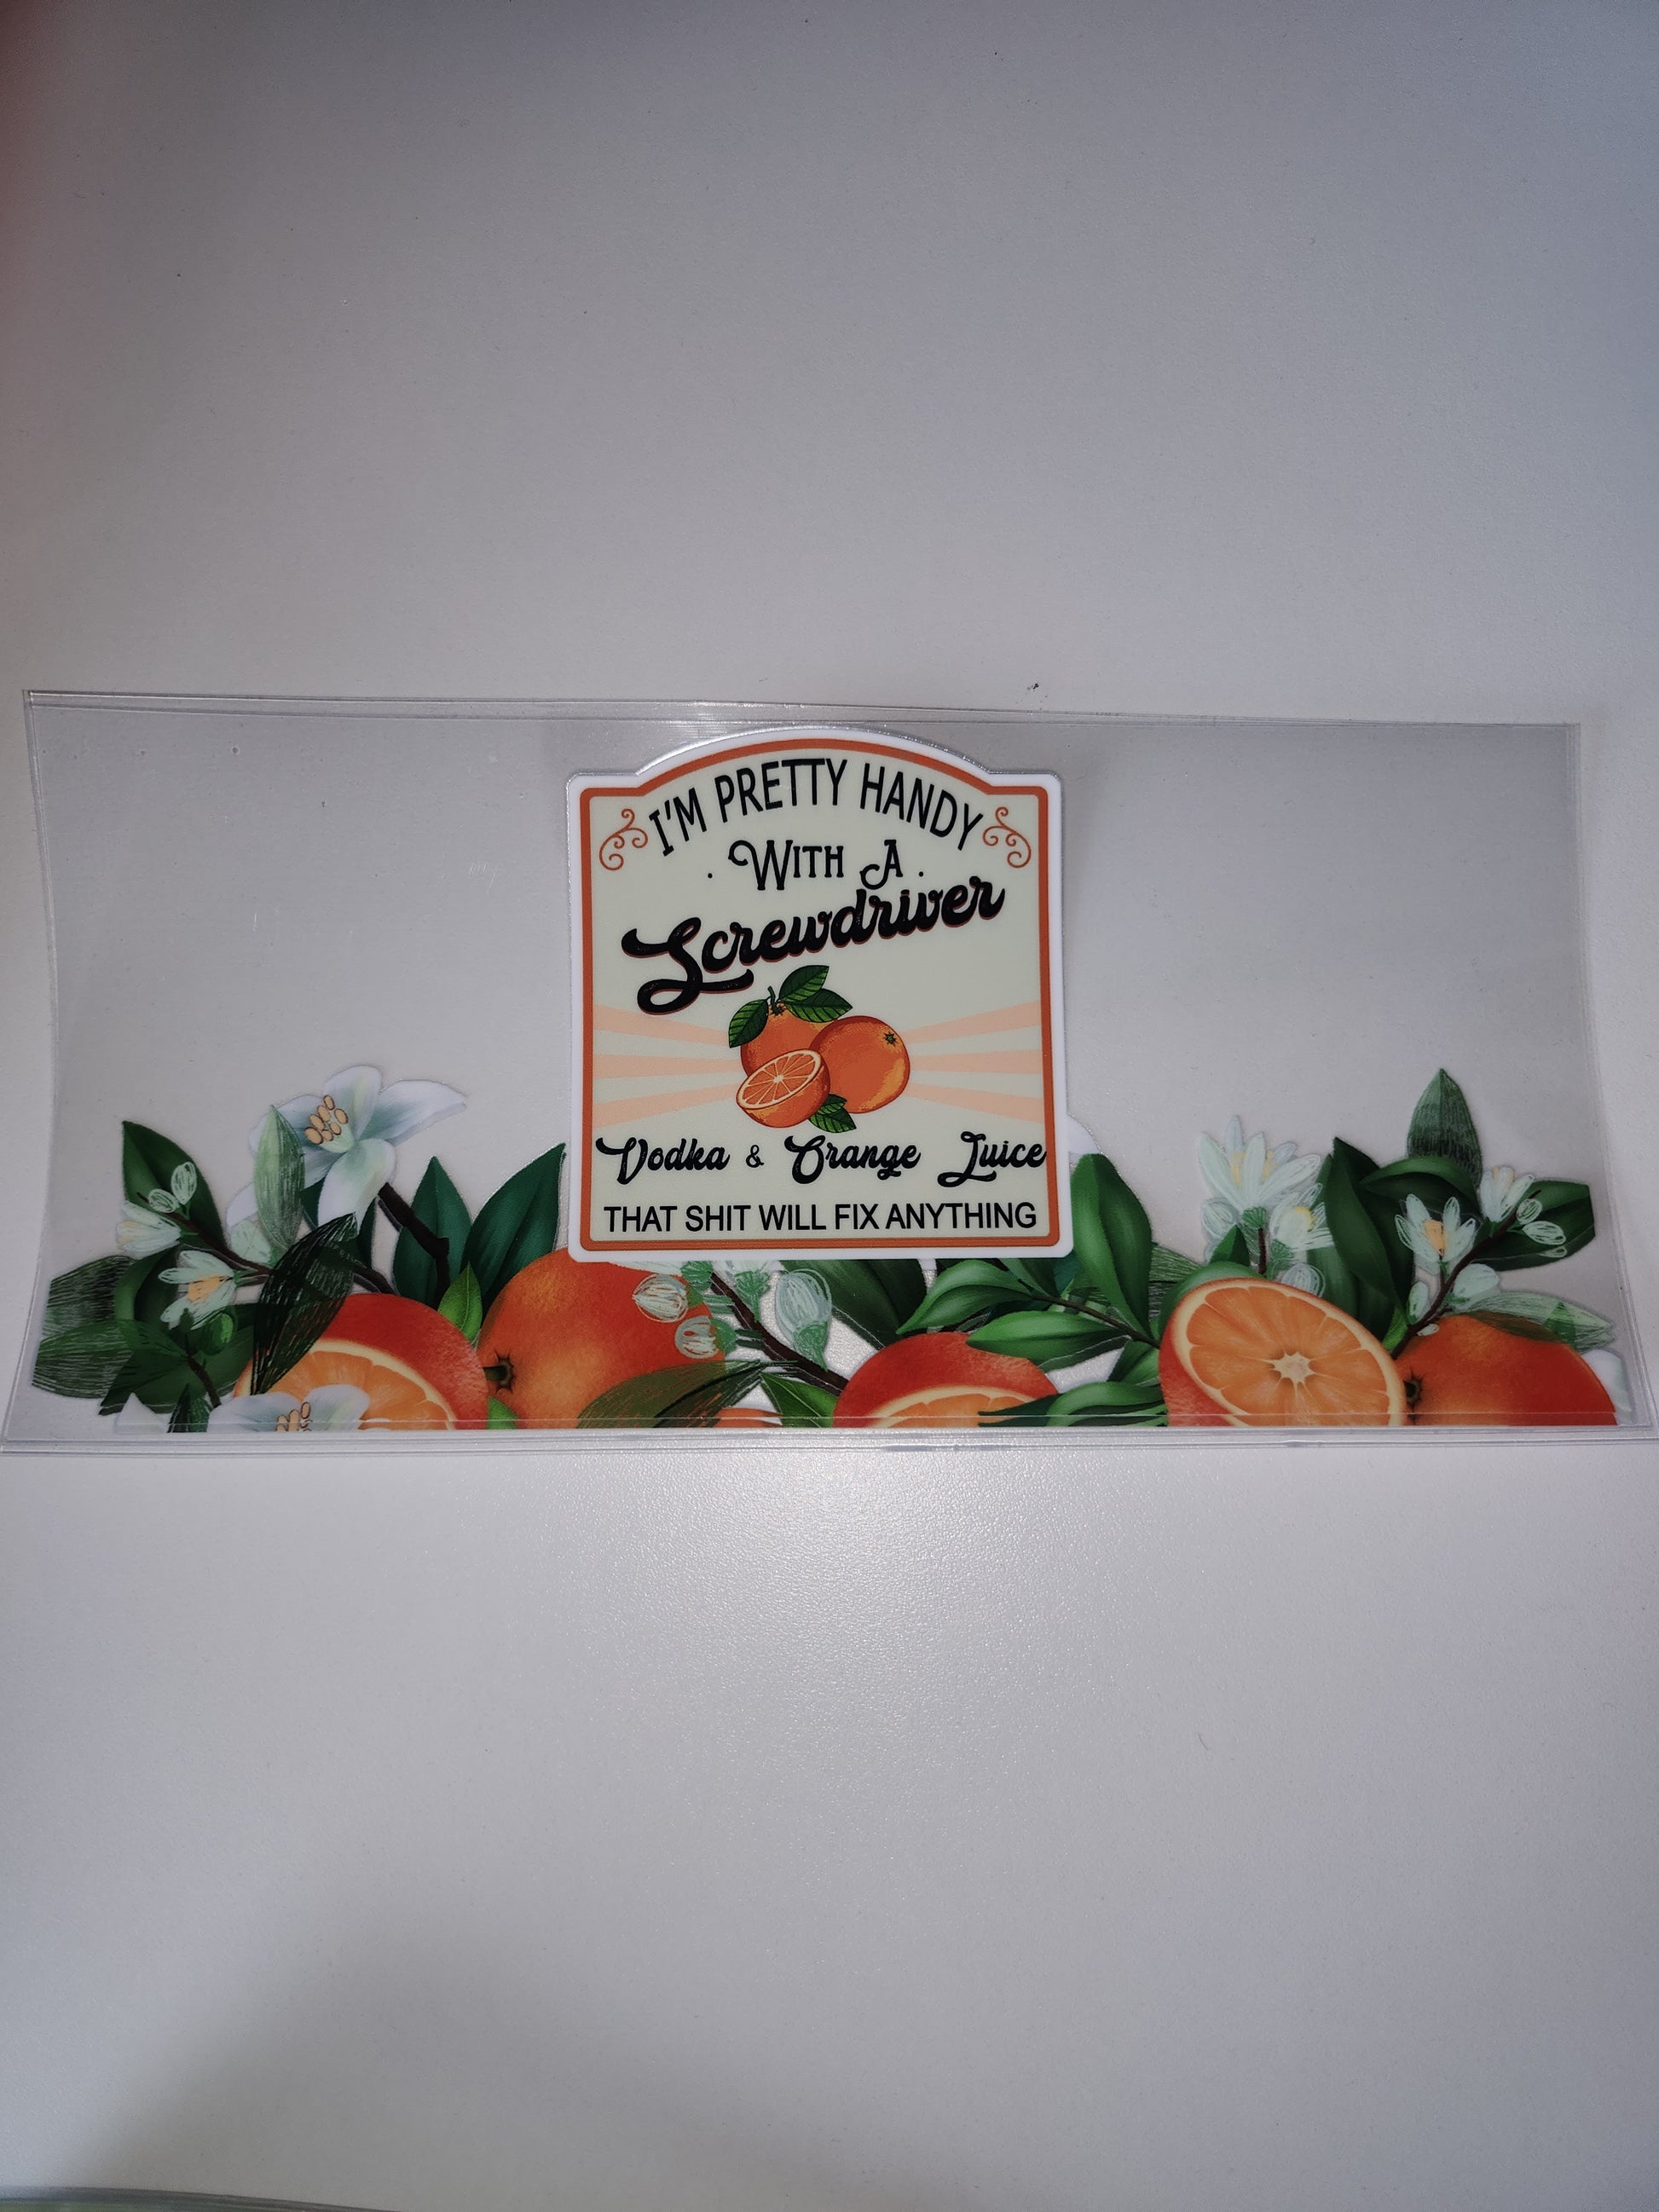 I'M PRETTY HANDY
· WITH A ·
Screwdriver
Vodka & Orange Juice
THAT SHIT WILL FIX ANYTHING